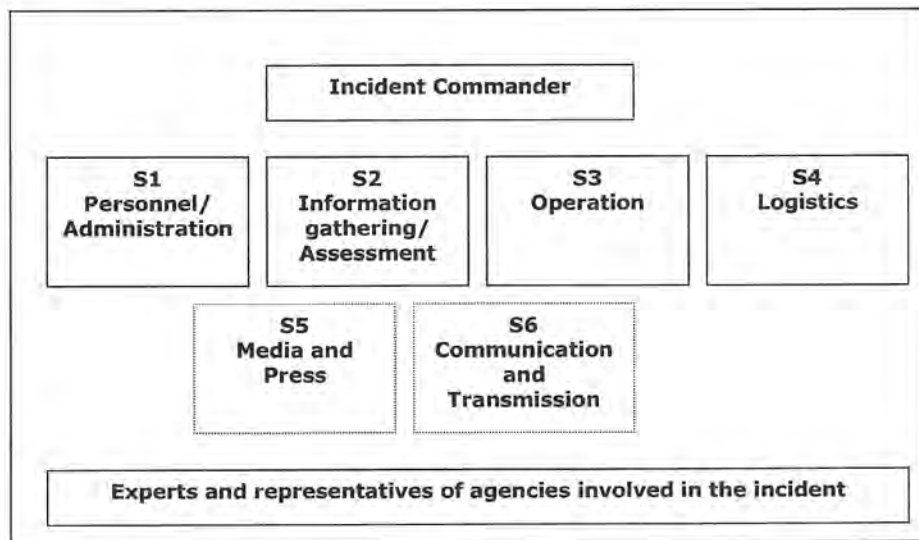 Incident Commander
S1
Personnel/
Administration
S2
Information
gathering/
Assessment
S3
Operation
S4
Logistics
S5
Media and
Press
S6
Communication
and
Transmission
Experts and representatives of agencies involved in the incident